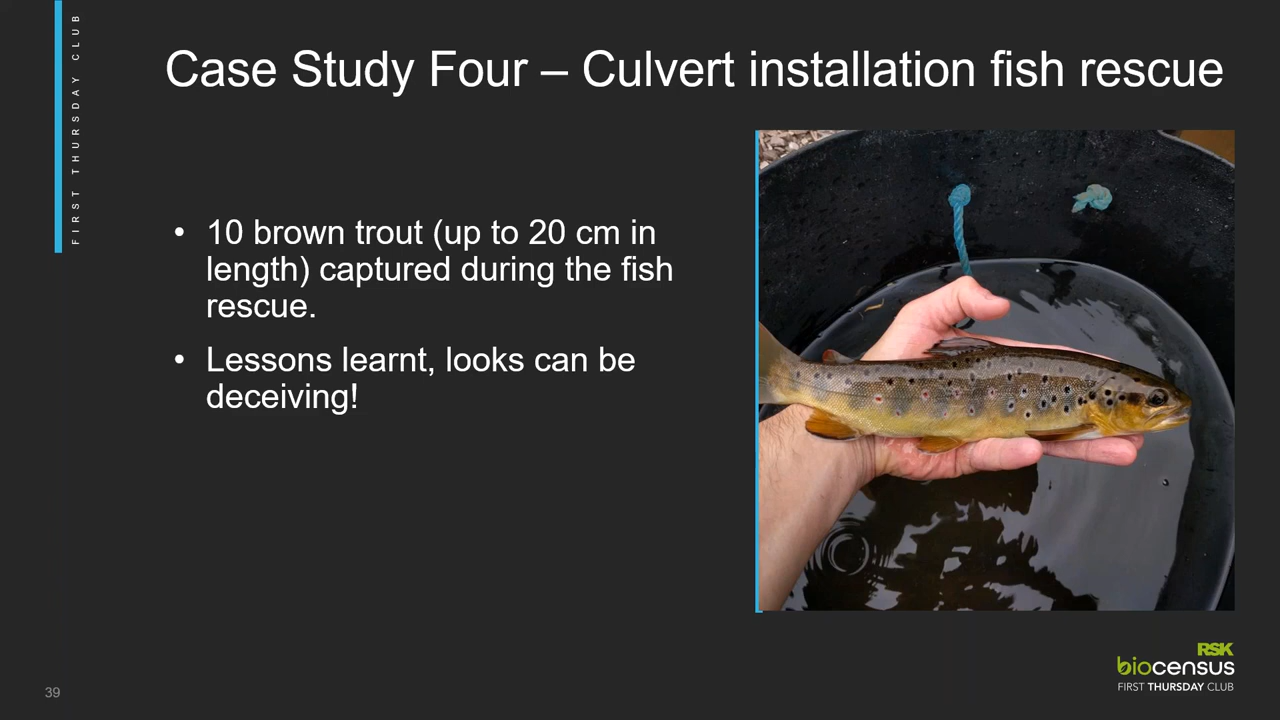 FIRST THURSDAY CLUB
Case Study Four – Culvert installation fish rescue
• 10 brown trout (up to 20 cm in
length) captured during the fish
rescue.
• Lessons learnt, looks can be
deceiving!
RSK
biocensus
FIRST THURSDAY CLUB
39